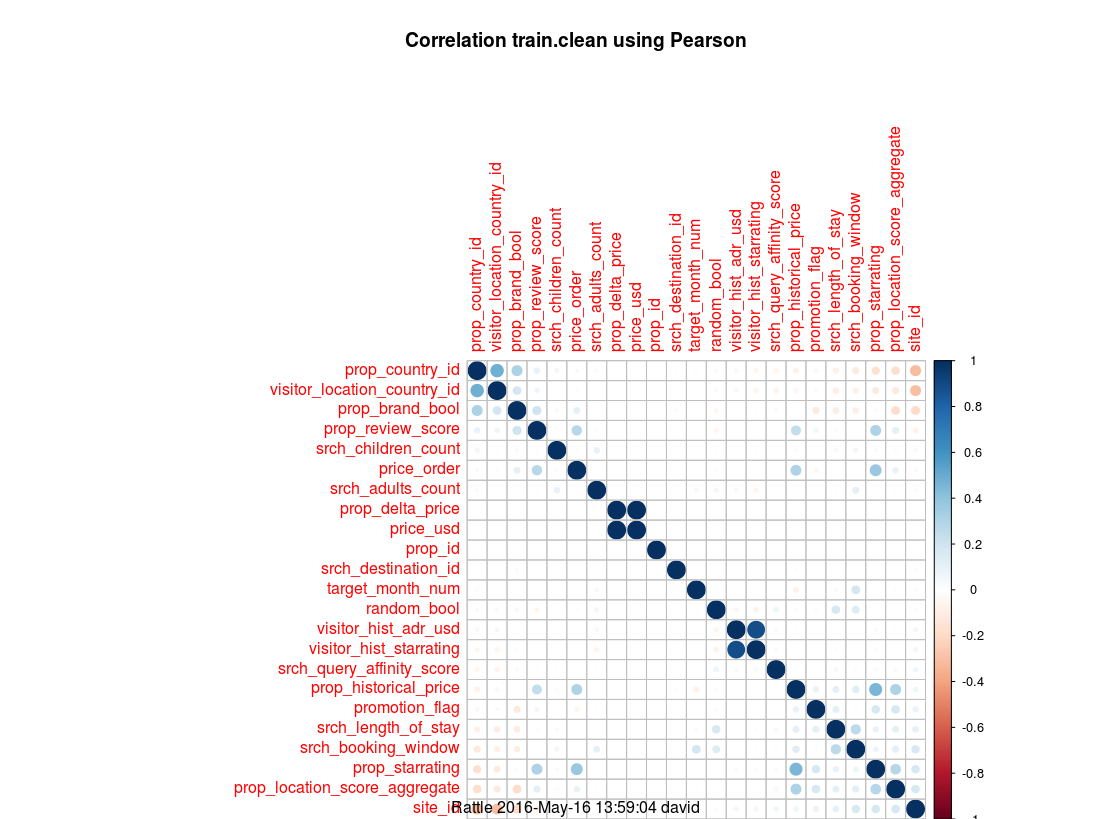 Correlation train.clean using Pearson
prop_country_id
visitor_location_country_id
prop_brand_bool
prop_review_score
srch_children_count
price_order
srch_adults_count
prop_delta_price
price_usd
prop_id
srch_destination_id
target_month_num
random_bool
visitor_hist_adr_usd
visitor_hist_starrating
srch_query_affinity_score
prop_historical_price
promotion_flag
srch_length_of_stay
srch_booking_window
prop_starrating
prop_location_score_aggregate
site_id
prop_country_id
visitor_location_country_id
prop_brand_bool
prop_review_score
srch_children_count
price_order
srch_adults_count
prop_delta_price
price_usd
prop_id
srch_destination_id
target_month_num
random_bool
visitor_hist_adr_usd
visitor_hist_starrating
srch_query_affinity_score
prop_historical_price
promotion_flag
srch_length_of_stay
srch_booking_window
prop_starrating
prop_location_score_aggregate
site_id
1
0.8
0.6
0.4
0.2
0
-0.2
-0.4
-0.6
-0.8
-1
Rattle 2016-May-16 13:59:04 david